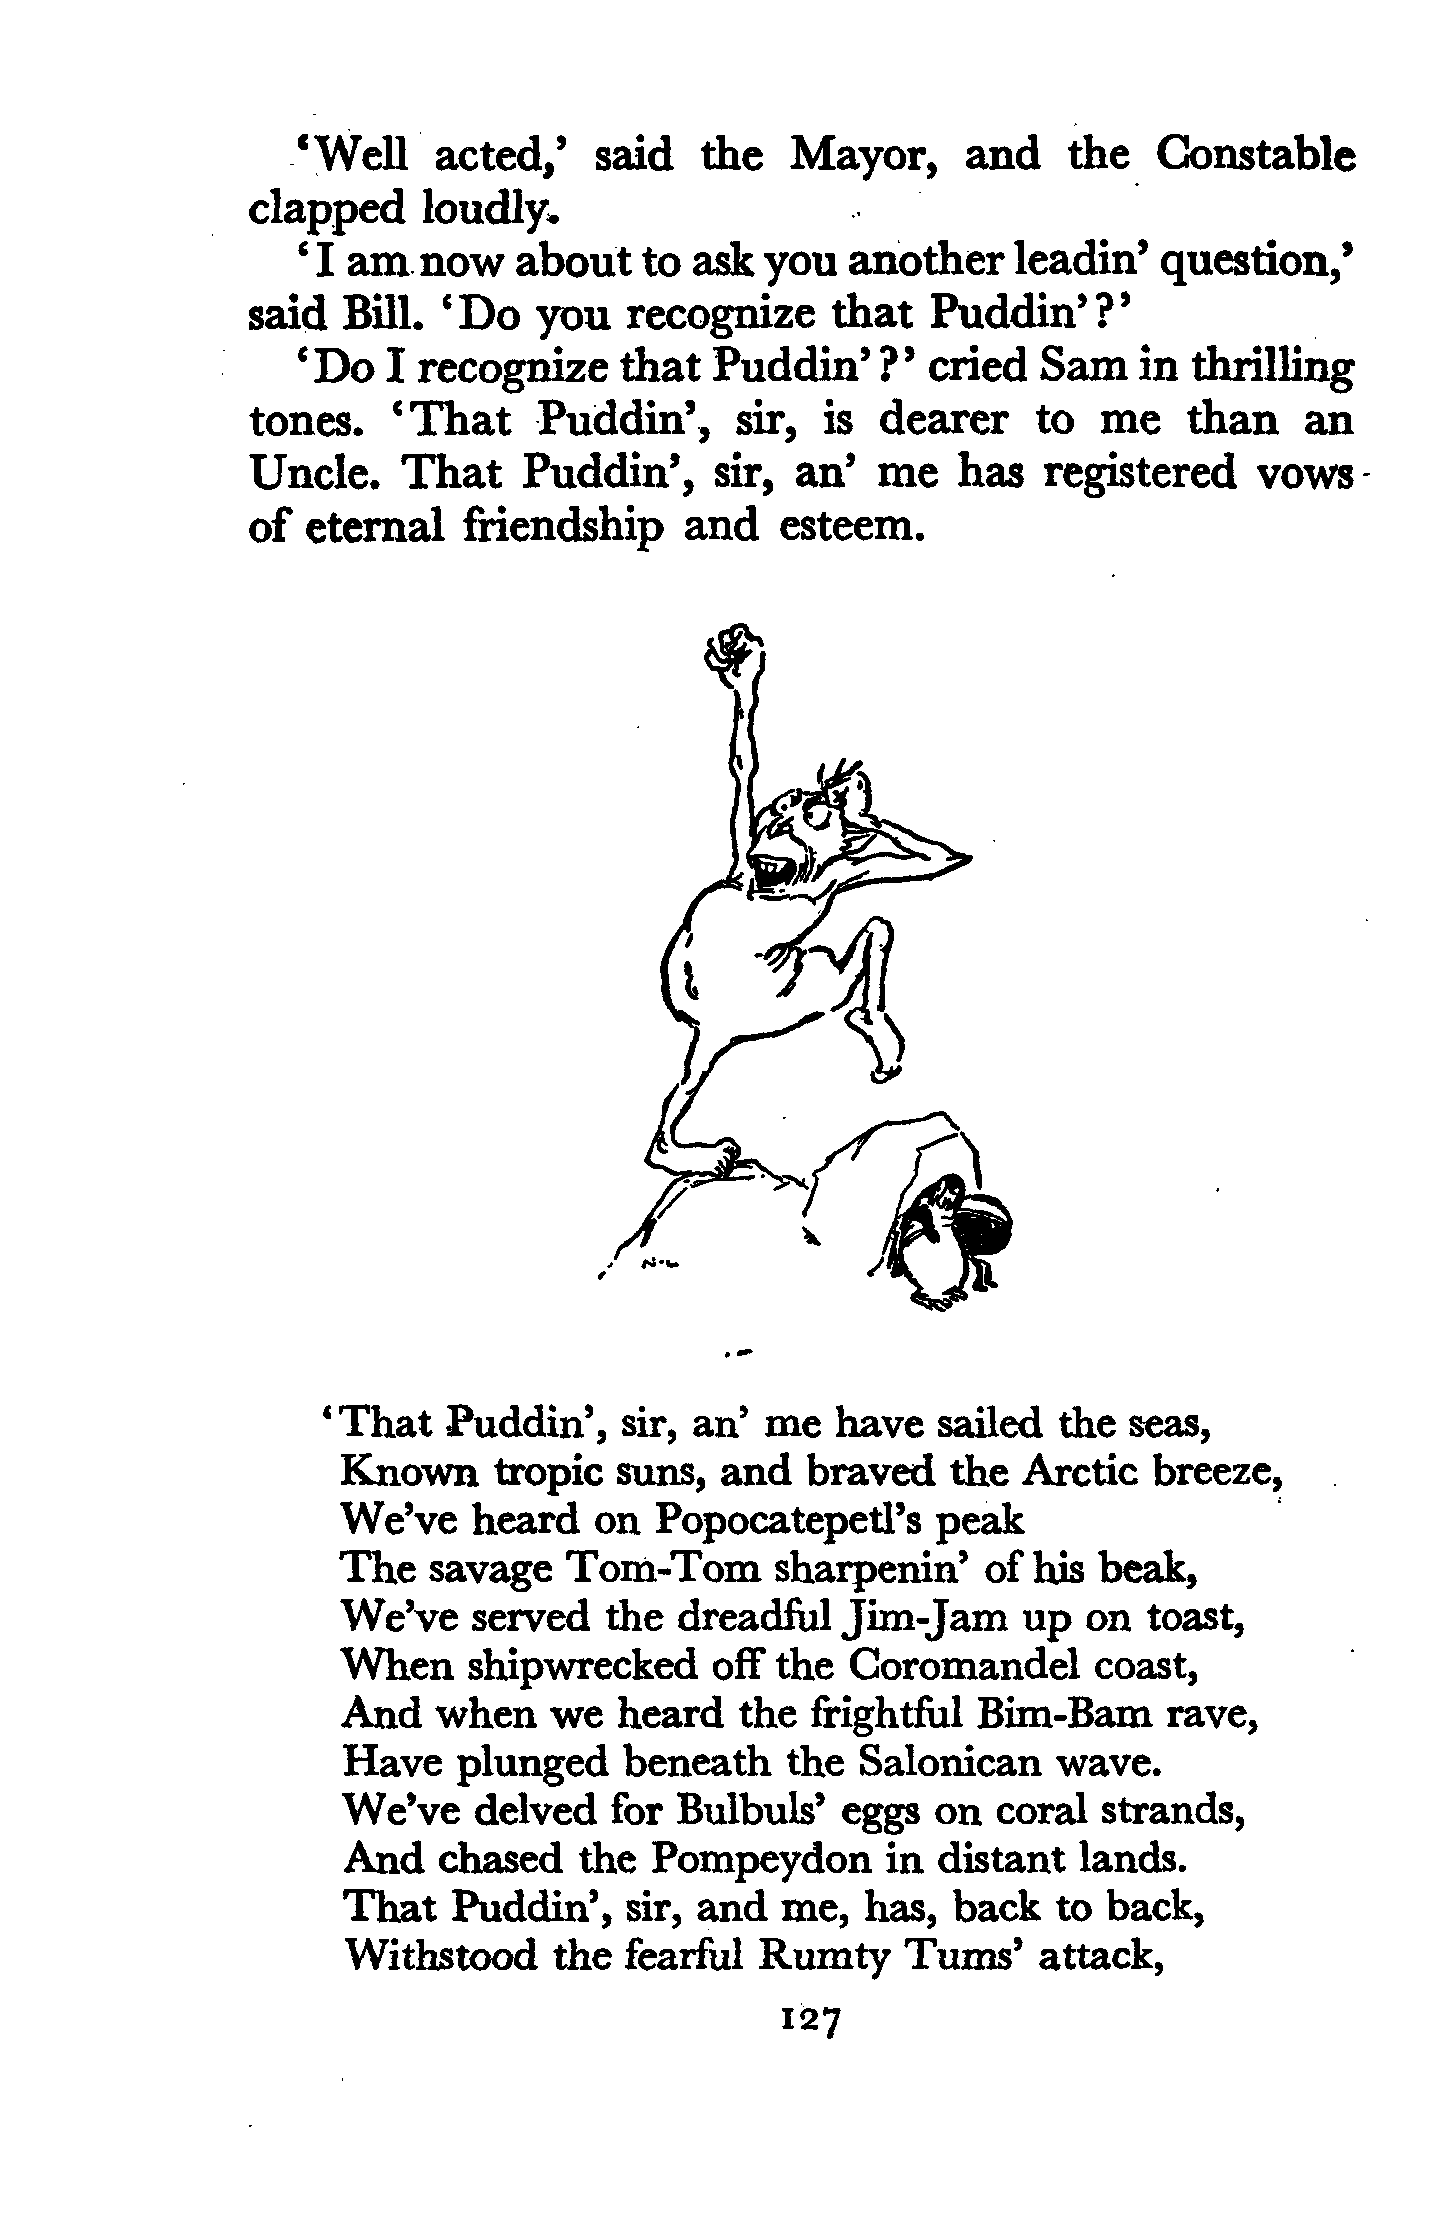 ‘Well acted,’ said the Mayor, and the Constable
clapped loudly.
‘I am now about to ask you another leadin’ question,’
said Bill. ‘Do you recognize that Puddin’?’
‘Do I recognize that Puddin’?’ cried Sam in thrilling
tones. ‘That Puddin’, sir, is dearer to me than an
Uncle. That Puddin’, sir, an’ me has registered vows
of eternal friendship and esteem.
N·L
‘That Puddin’, sir, an’ me have sailed the seas,
Known tropic suns, and braved the Arctic breeze,
We’ve heard on Popocatepetl’s peak
The savage Tom-Tom sharpenin’ of his beak,
We’ve served the dreadful Jim-Jam up on toast,
When shipwrecked off the Coromandel coast,
And when we heard the frightful Bim-Bam rave,
Have plunged beneath the Salonican wave.
We’ve delved for Bulbuls’ eggs on coral strands,
And chased the Pompeydon in distant lands.
That Puddin’, sir, and me, has, back to back,
Withstood the fearful Rumty Tums’ attack,
127